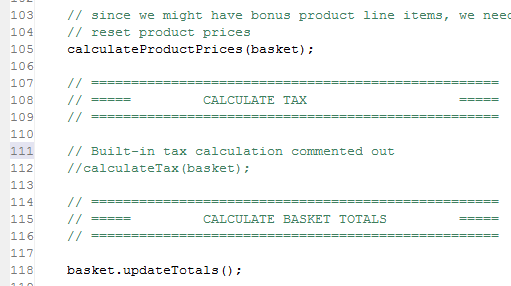 103 // since we might have bonus product line items, we need
104 // reset product prices
105 calculateProductPrices(basket);
106
107 // ===================================================
108 // ===== CALCULATE TAX =====
109 // ===================================================
110
111 // Built-in tax calculation commented out
112 //calculateTax(basket);
113
114 // ===================================================
115 // ===== CALCULATE BASKET TOTALS =====
116 // ===================================================
117
118 basket.updateTotals();